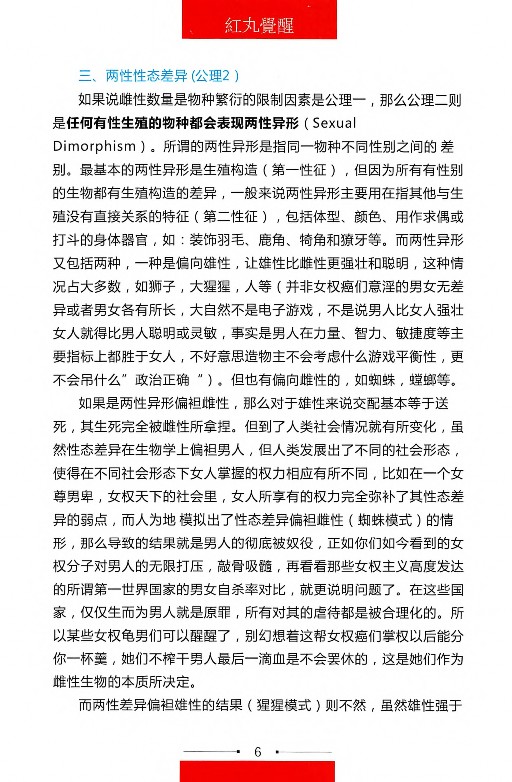 紅丸覺醒
三、两性性态差异 (公理2 )
如果说雌性数量是物种繁衍的限制因素是公理一，那么公理二则
是任何有性生殖的物种都会表现两性异形（Sexual
Dimorphism）。所谓的两性异形是指同一物种不同性别之间的 差
别。最基本的两性异形是生殖构造（第一性征），但因为所有有性别
的生物都有生殖构造的差异，一般来说两性异形主要用在指其他与生
殖没有直接关系的特征（第二性征），包括体型、颜色、用作求偶或
打斗的身体器官，如：装饰羽毛、鹿角、犄角和獠牙等。而两性异形
又包括两种，一种是偏向雄性，让雄性比雌性更强壮和聪明，这种情
况占大多数，如狮子，大猩猩，人等（ 并非女权癌们意淫的男女无差
异或者男女各有所长，大自然不是电子游戏，不是说男人比女人强壮
女人就得比男人聪明或灵敏，事实是男人在力量、智力、敏捷度等主
要指标上都胜于女人，不好意思造物主不会考虑什么游戏平衡性，更
不会吊什么”政治正确“）。但也有偏向雌性的，如蜘蛛，螳螂等。
如果是两性异形偏袒雌性，那么对于雄性来说交配基本等于送
死，其生死完全被雌性所拿捏。但到了人类社会情况就有所变化，虽
然性态差异在生物学上偏袒男人，但人类发展出了不同的社会形态，
使得在不同社会形态下女人掌握的权力相应有所不同，比如在一个女
尊男卑，女权天下的社会里，女人所享有的权力完全弥补了其性态差
异的弱点，而人为地 模拟出了性态差异偏袒雌性（ 蜘蛛模式）的情
形，那么导致的结果就是男人的彻底被奴役，正如你们如今看到的女
权分子对男人的无限打压，敲骨吸髓，再看看那些女权主义高度发达
的所谓第一世界国家的男女自杀率对比，就更说明问题了。在这些国
家，仅仅生而为男人就是原罪，所有对其的虐待都是被合理化的。所
以某些女权龟男们可以醒醒了，别幻想着这帮女权癌们掌权以后能分
你一杯羹，她们不榨干男人最后一滴血是不会罢休的，这是她们作为
雌性生物的本质所决定。
而两性差异偏袒雄性的结果（猩猩模式）则不然，虽然雄性强于
6